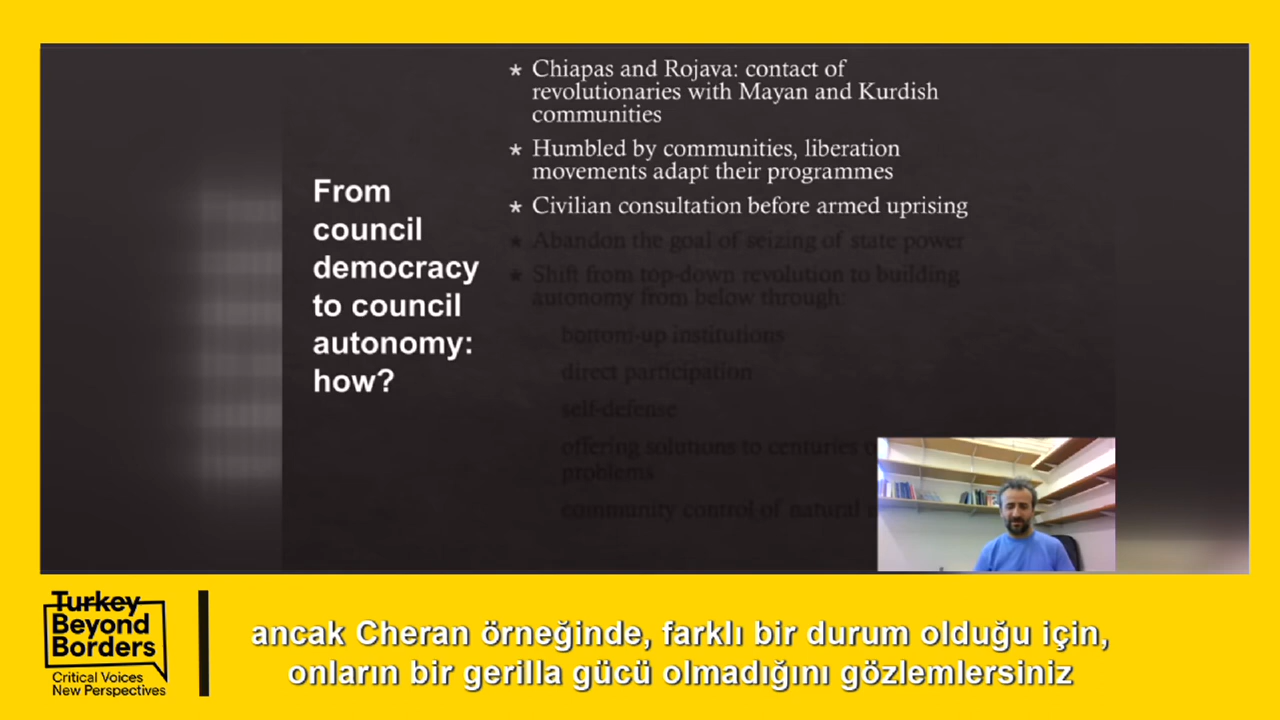 From
council
democracy
to council
autonomy:
how?
* Chiapas and Rojava: contact of
revolutionaries with Mayan and Kurdish
communities
* Humbled by communities, liberation
movements adapt their programmes
* Civilian consultation before armed uprising
* Abandon the goal of seizing of state power
* Shift from top-down revolution to building
autonomy from below through:
bottom-up institutions
direct participation
self-defense
offering solutions to centuries
problems
community control of natural
Turkey
Beyond
Borders
Critical Voices
New Perspectives
ancak Cheran örneğinde, farklı bir durum olduğu için,
onların bir gerilla gücü olmadığını gözlemlersiniz